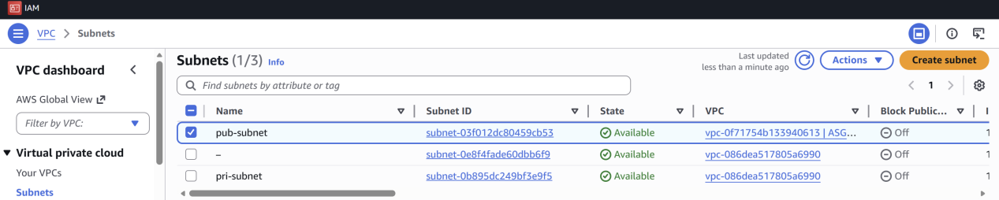 IAM
VPC > Subnets
VPC dashboard
AWS Global View
Filter by VPC:
Virtual private cloud
Your VPCs
Subnets
Subnets (1/3) Info
Last updated
less than a minute ago
Actions
Create subnet
Find subnets by attribute or tag
1
Name Subnet ID State VPC Block Public...
pub-subnet subnet-03f012dc80459cb53 Available vpc-0f71754b133940613 | ASG... Off 1
– subnet-0e8f4fade60dbb6f9 Available vpc-086dea517805a6990 Off 1
pri-subnet subnet-0b895dc249bf3e9f5 Available vpc-086dea517805a6990 Off 1